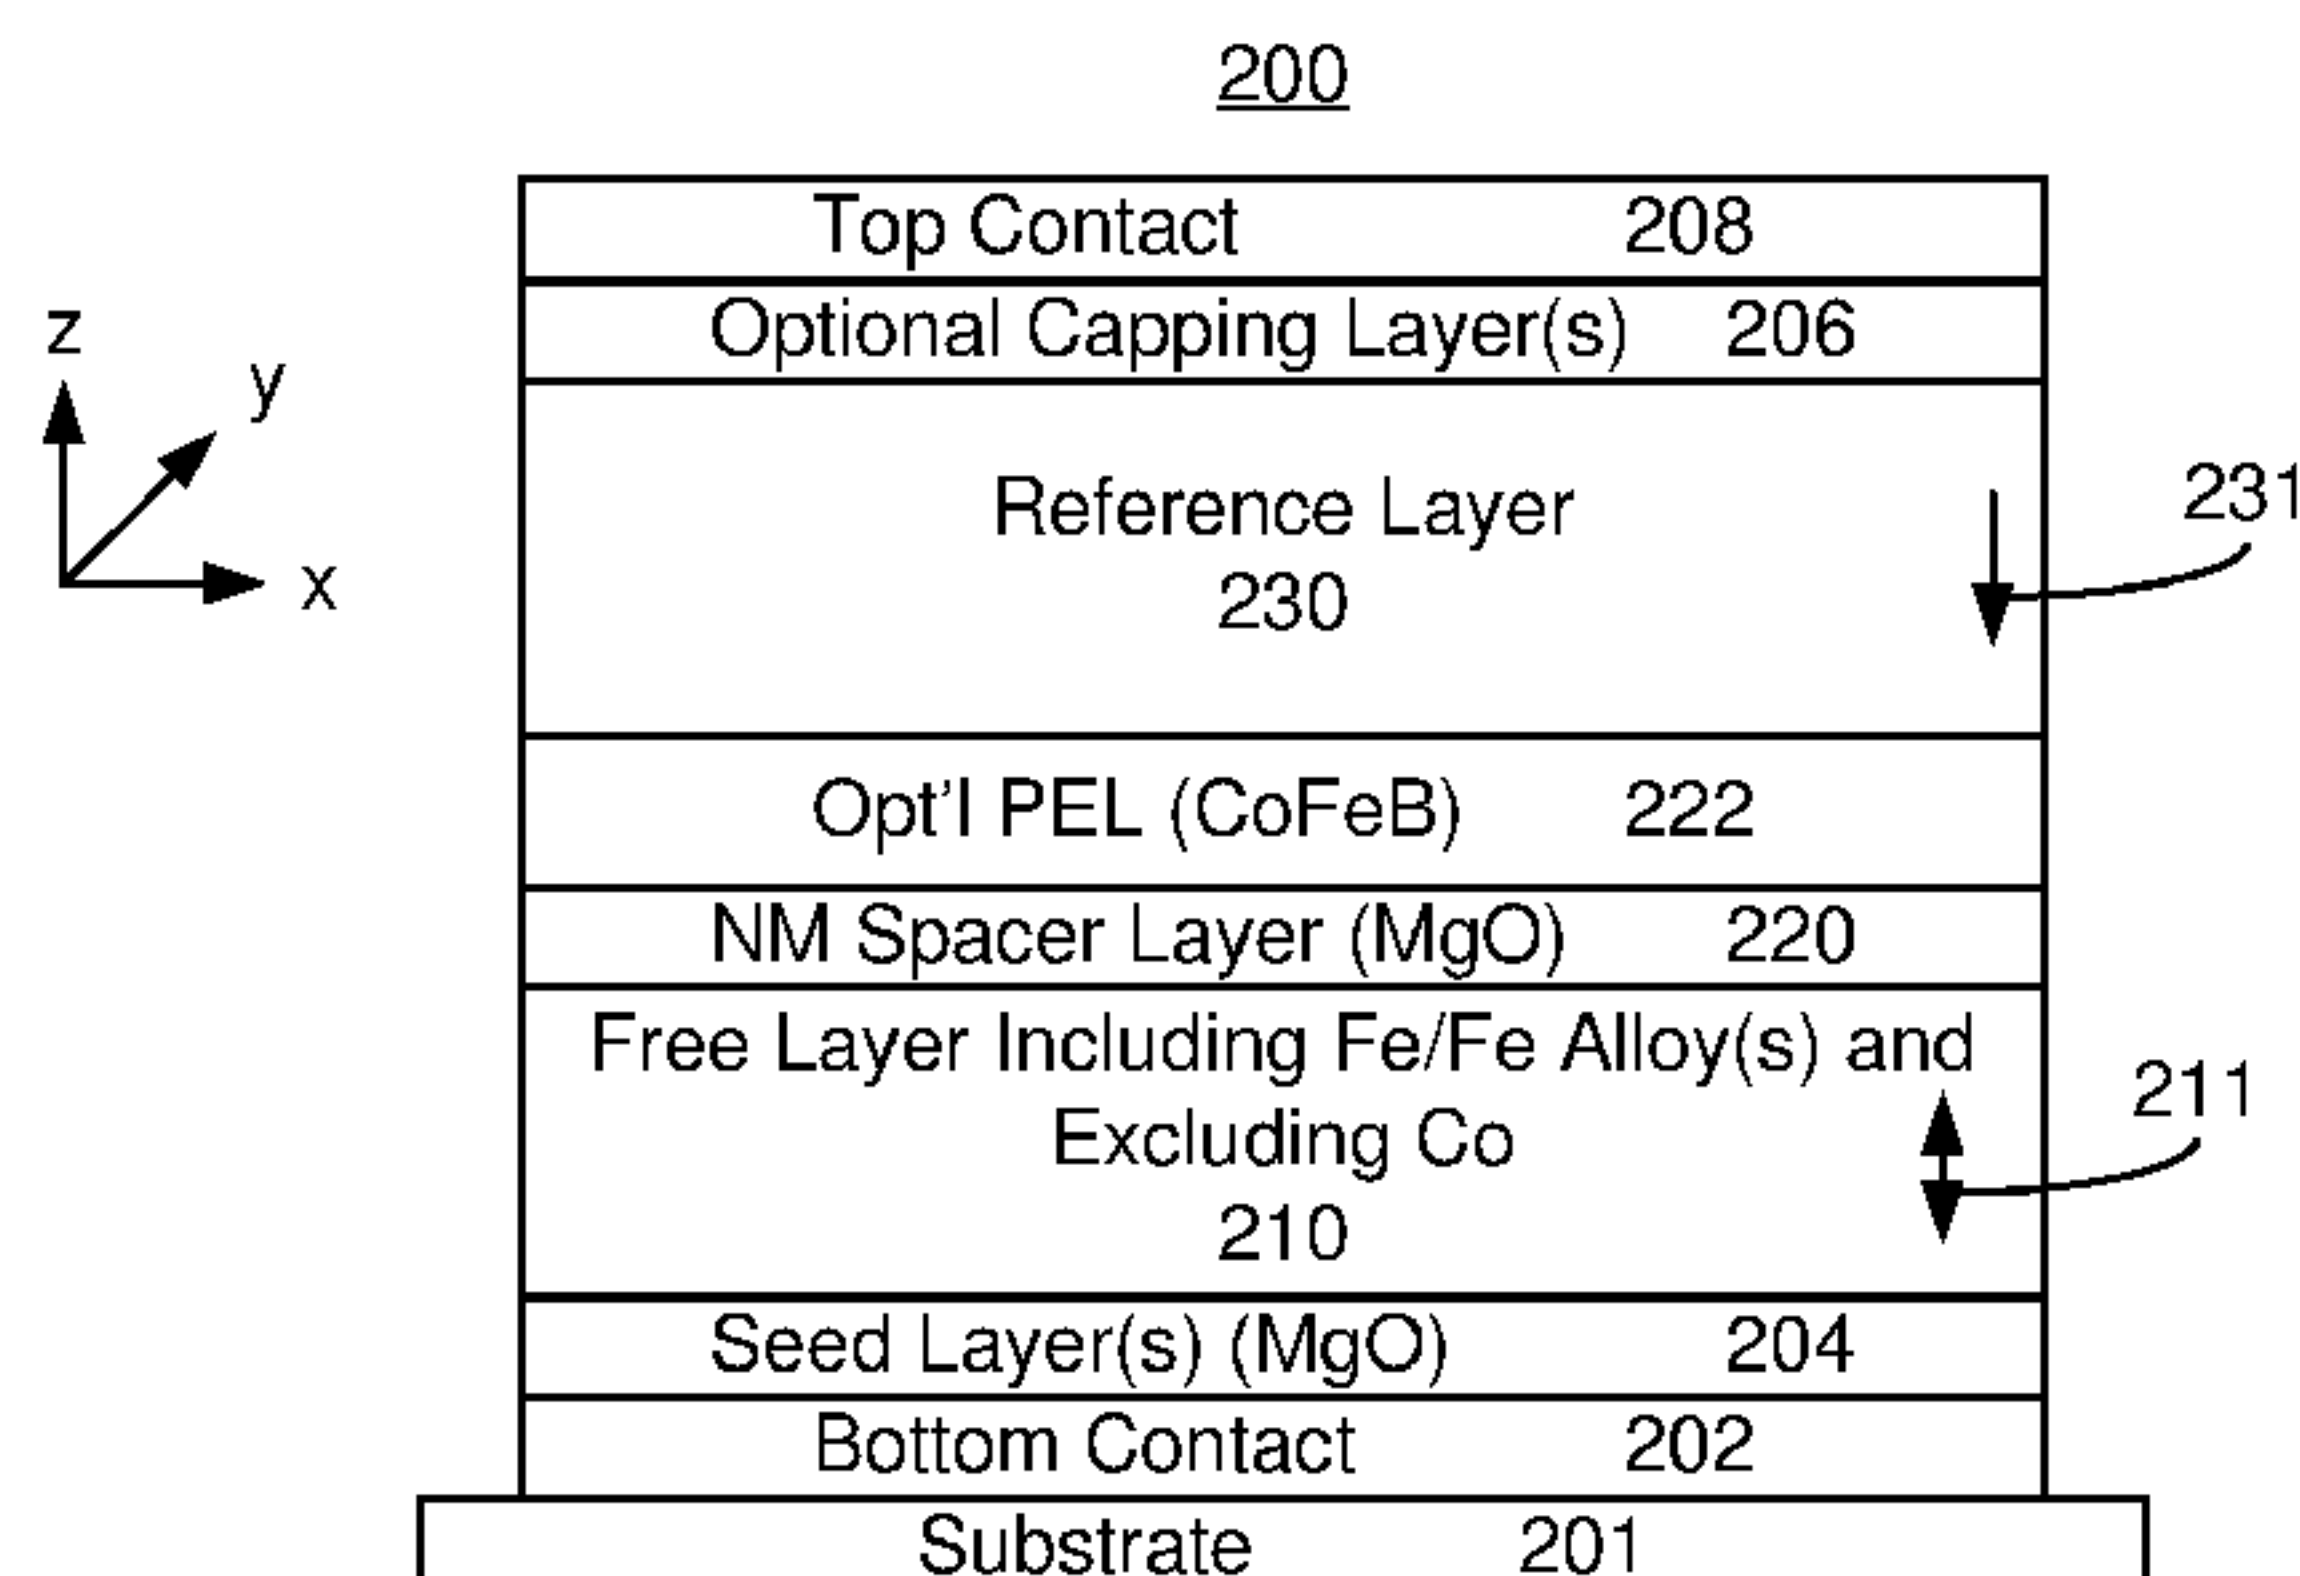 200
Top Contact 208
Optional Capping Layer(s) 206
z
y
x
Reference Layer
230
231
Opt'l PEL (CoFeB) 222
NM Spacer Layer (MgO) 220
Free Layer Including Fe/Fe Alloy(s) and
Excluding Co
210
211
Seed Layer(s) (MgO) 204
Bottom Contact 202
Substrate 201